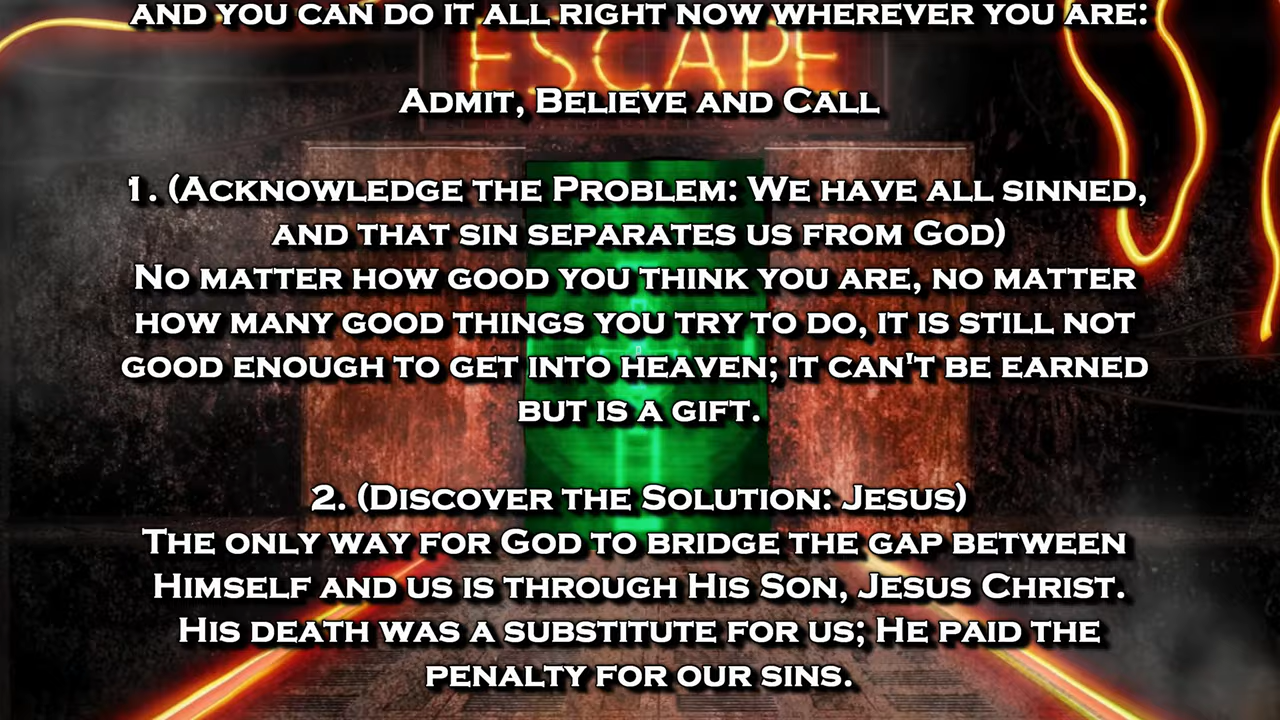 AND YOU CAN DO IT ALL RIGHT NOW WHEREVER YOU ARE:
ESCAPE
ADMIT, BELIEVE AND CALL
1. (ACKNOWLEDGE THE PROBLEM: WE HAVE ALL SINNED,
AND THAT SIN SEPARATES US FROM GOD)
NO MATTER HOW GOOD YOU THINK YOU ARE, NO MATTER
HOW MANY GOOD THINGS YOU TRY TO DO, IT IS STILL NOT
GOOD ENOUGH TO GET INTO HEAVEN; IT CAN'T BE EARNED
BUT IS A GIFT.
2. (DISCOVER THE SOLUTION: JESUS)
THE ONLY WAY FOR GOD TO BRIDGE THE GAP BETWEEN
HIMSELF AND US IS THROUGH HIS SON, JESUS CHRIST.
HIS DEATH WAS A SUBSTITUTE FOR US; HE PAID THE
PENALTY FOR OUR SINS.